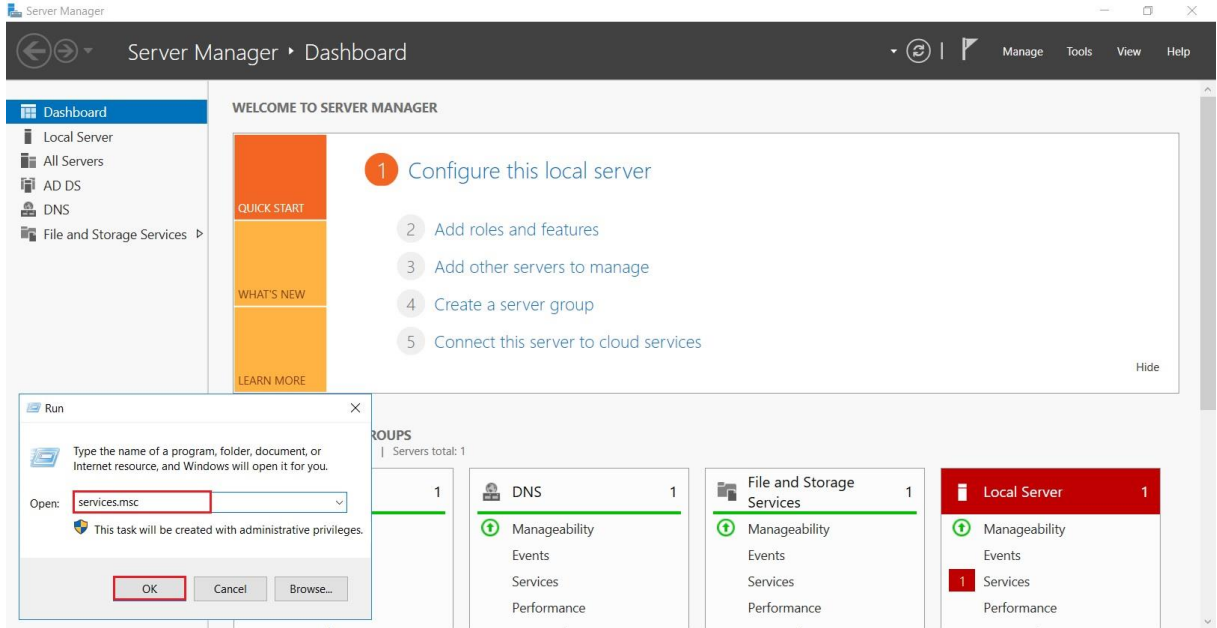 Server Manager
Server Manager • Dashboard
Manage Tools View Help
Dashboard
Local Server
All Servers
AD DS
DNS
File and Storage Services
WELCOME TO SERVER MANAGER
QUICK START
WHAT'S NEW
LEARN MORE
1 Configure this local server
2 Add roles and features
3 Add other servers to manage
4 Create a server group
5 Connect this server to cloud services
Hide
Run
Type the name of a program, folder, document, or
Internet resource, and Windows will open it for you.
Open: services.msc
This task will be created with administrative privileges.
OK Cancel Browse...
| Servers total: 1
1
DNS 1
Manageability
Events
Services
Performance
File and Storage
Services 1
Manageability
Events
Services
Performance
Local Server 1
Manageability
Events
1 Services
Performance